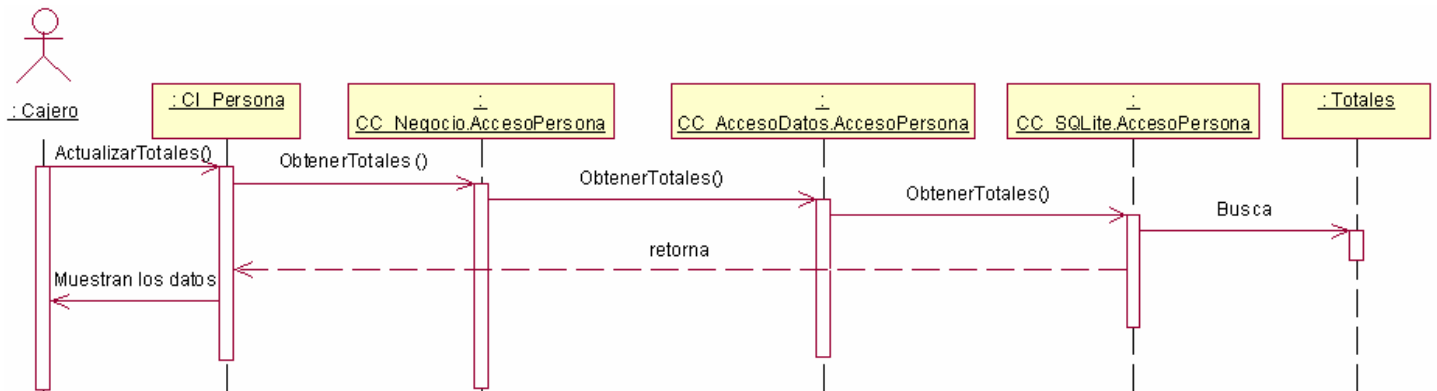 : Cajero
: CI_Persona
:
CC_Negocio.AccesoPersona
:
CC_AccesoDatos.AccesoPersona
:
CC_SQLite.AccesoPersona
: Totales
ActualizarTotales()
ObtenerTotales ()
ObtenerTotales()
ObtenerTotales()
Busca
retorna
Muestran los datos